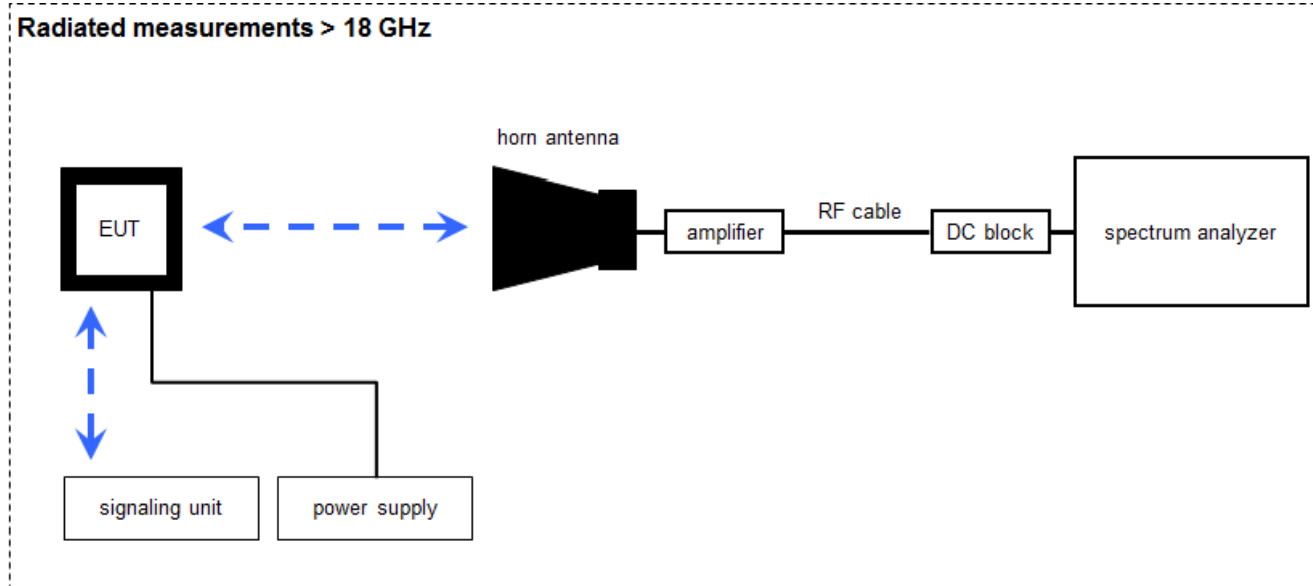 Radiated measurements > 18 GHz
horn antenna
EUT
amplifier
RF cable
DC block
spectrum analyzer
signaling unit
power supply